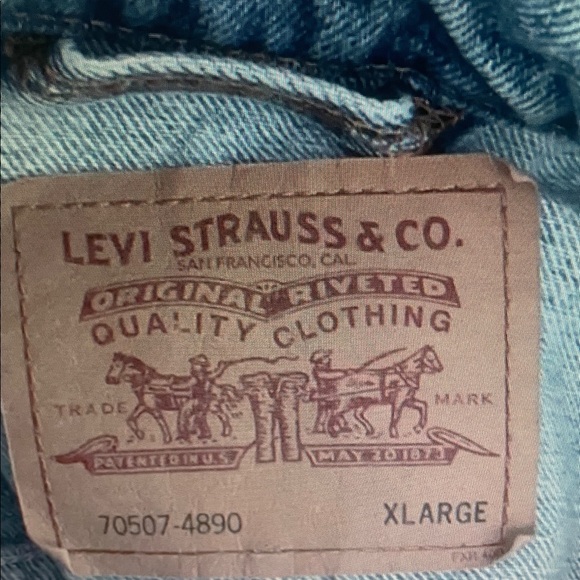 LEVI STRAUSS & CO.
SAN FRANCISCO, CAL.
ORIGINAL RIVETED
QUALITY CLOTHING
TRADE MARK
PATENTED IN U.S. MAY 20 1873
70507-4890 XLARGE